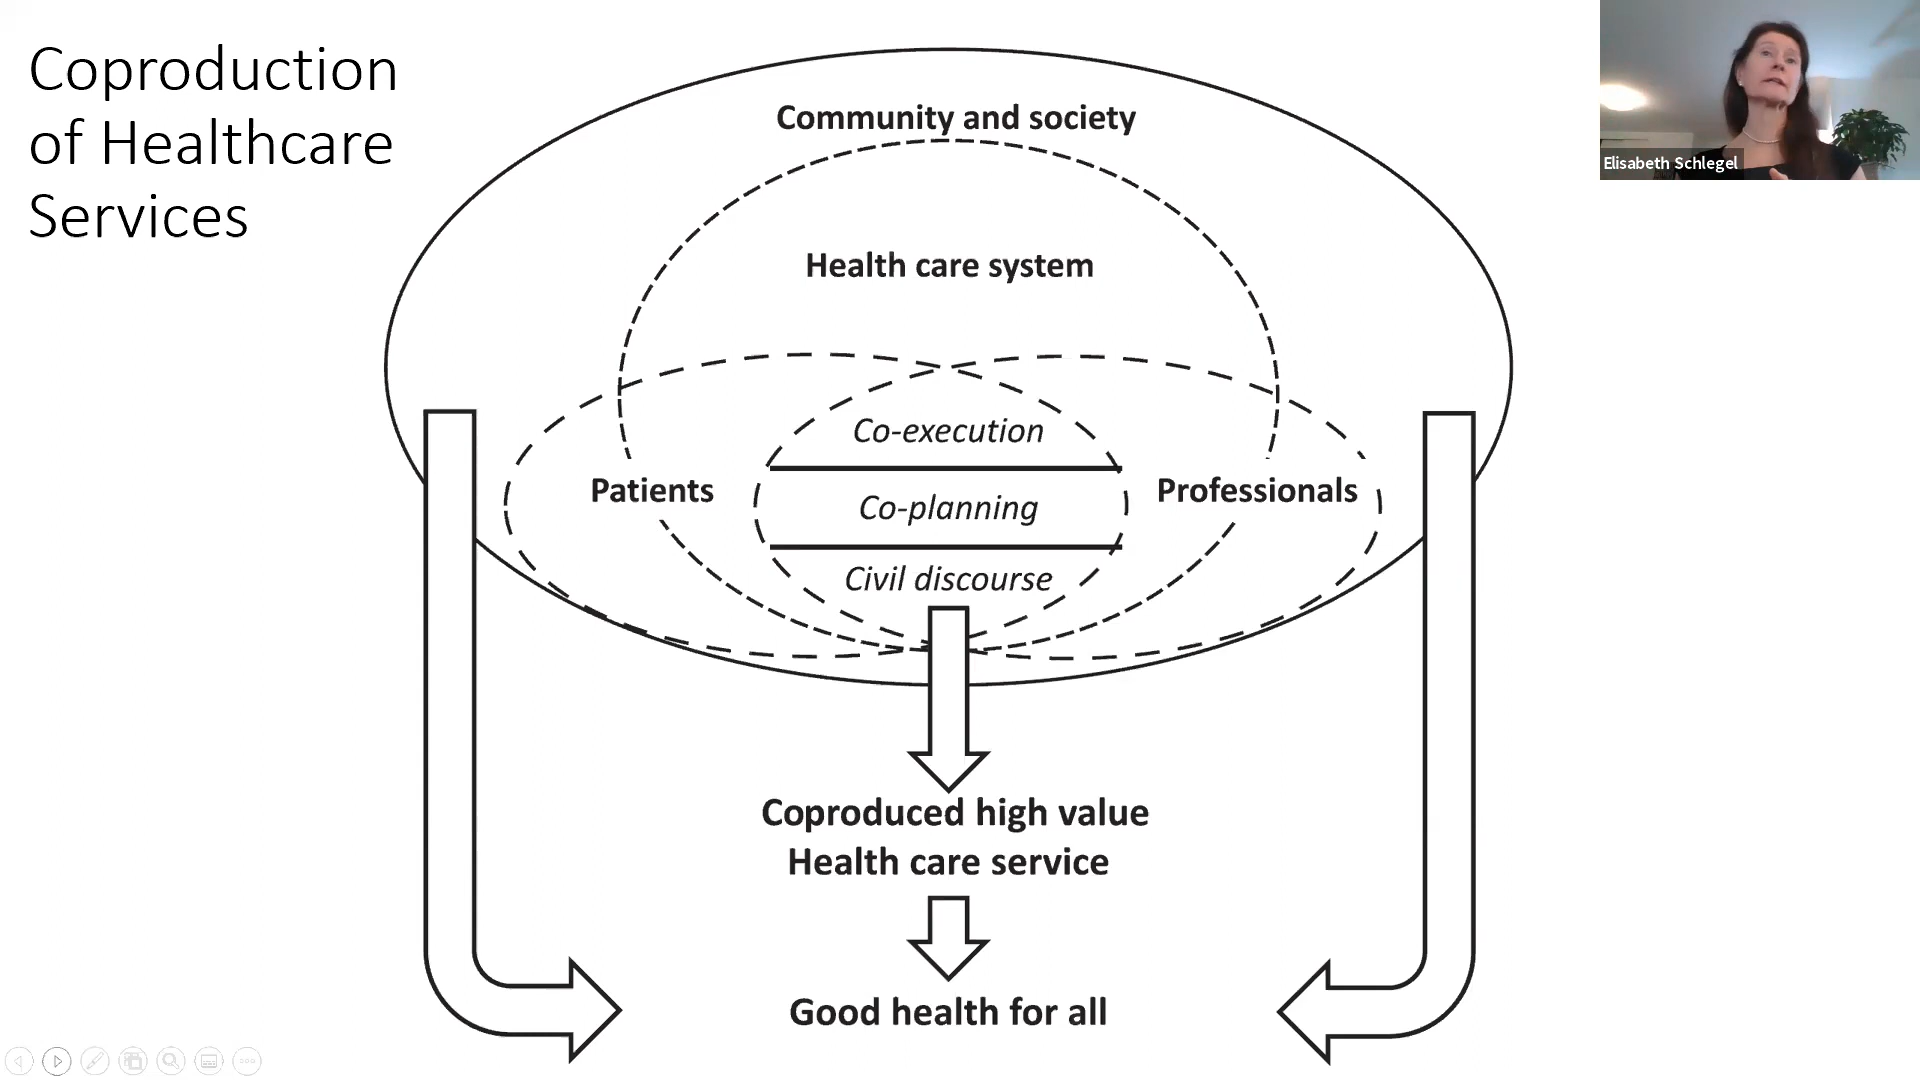 Coproduction
of Healthcare
Services
Community and society
Health care system
Co-execution
Patients
Co-planning
Professionals
Civil discourse
Coproduced high value
Health care service
Good health for all
Elisabeth Schlegel